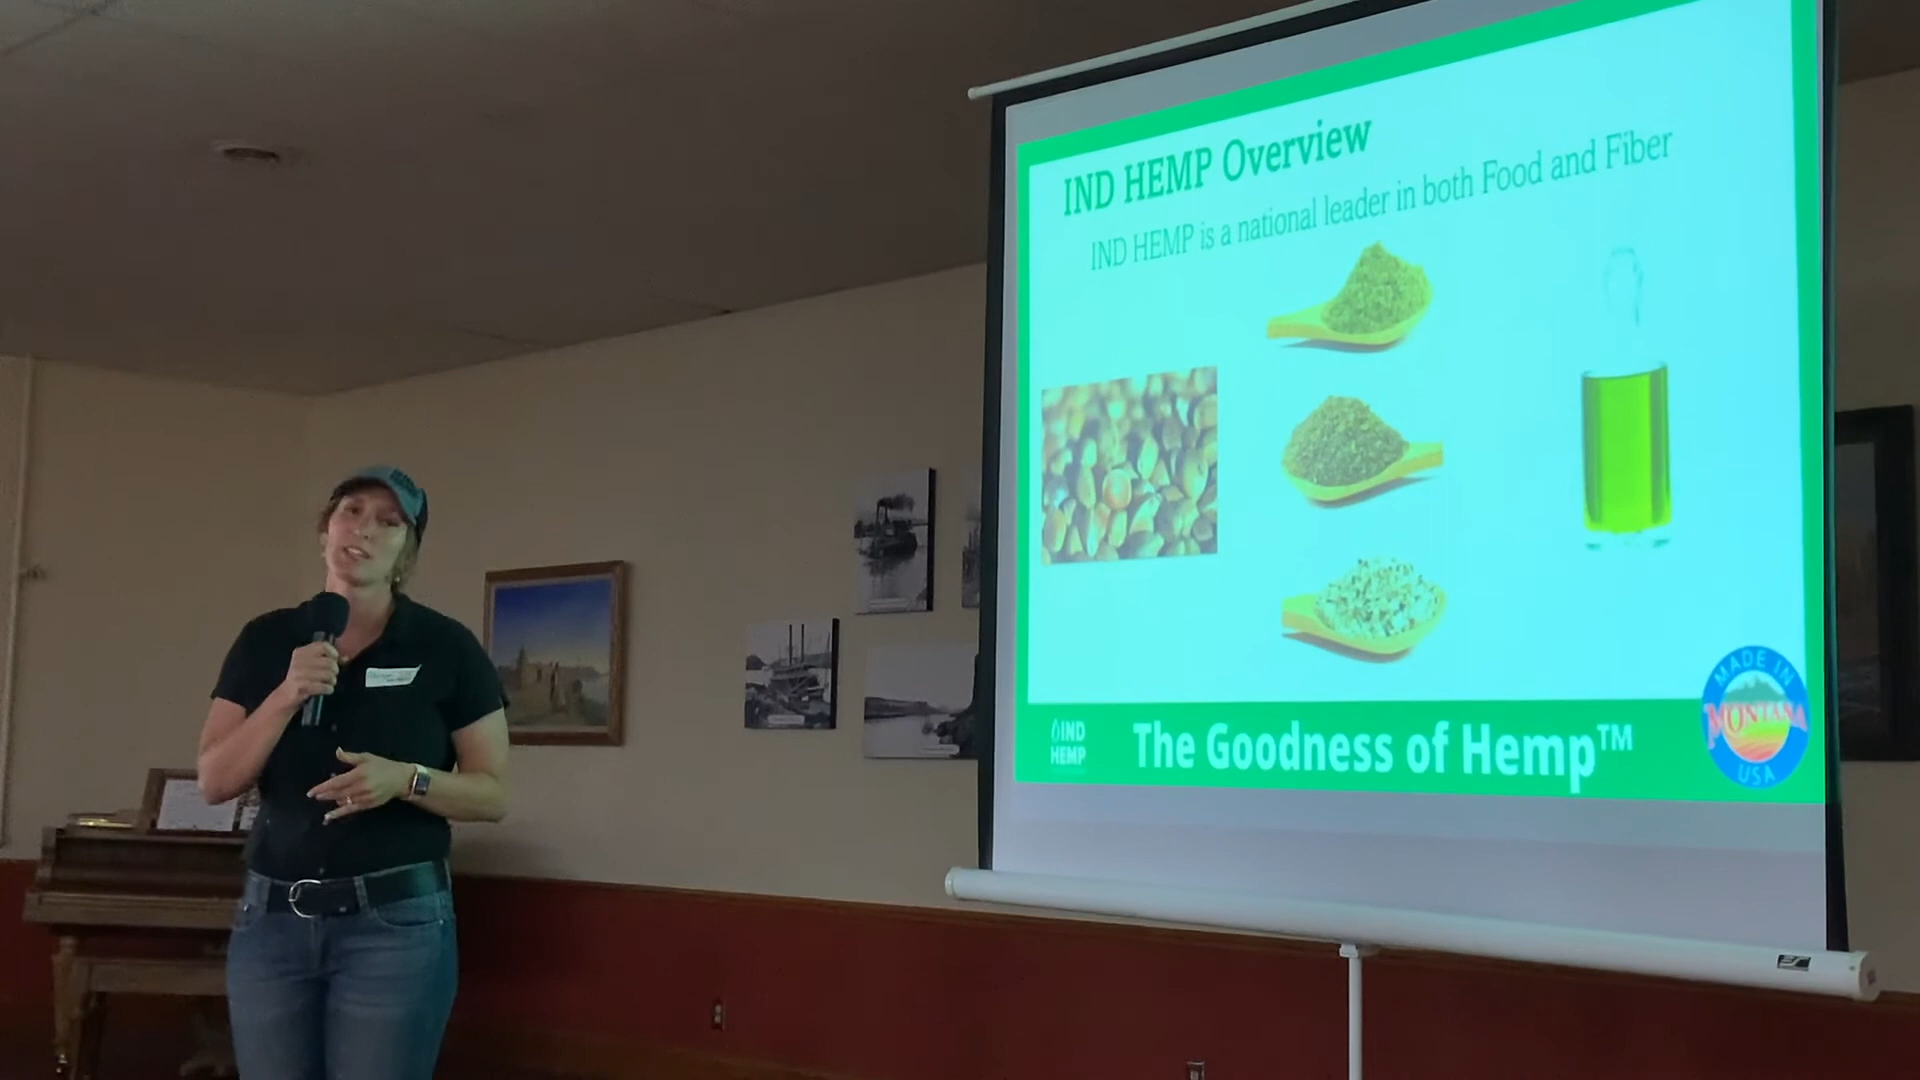 IND HEMP Overview
IND HEMP is a national leader in both Food and Fiber
IND
HEMP
The Goodness of Hemp™
MADE IN
MONTANA
USA